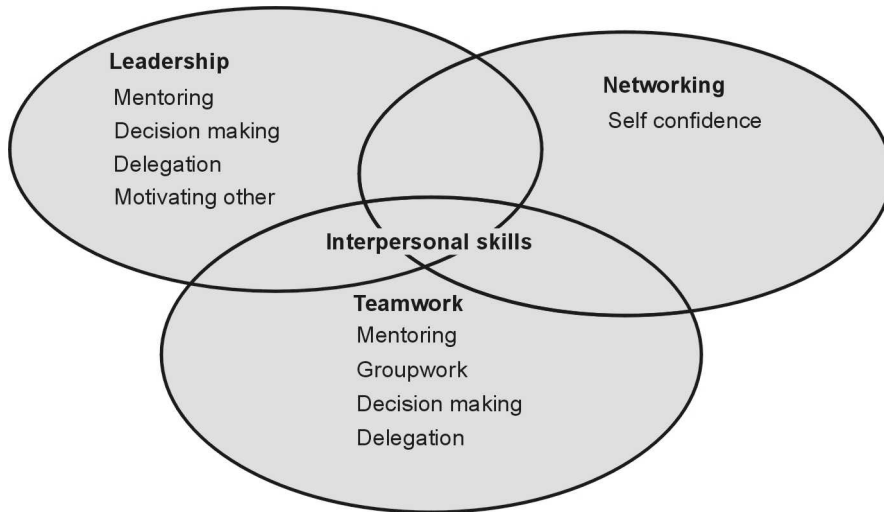 Leadership
Mentoring
Decision making
Delegation
Motivating other
Networking
Self confidence
Interpersonal skills
Teamwork
Mentoring
Groupwork
Decision making
Delegation